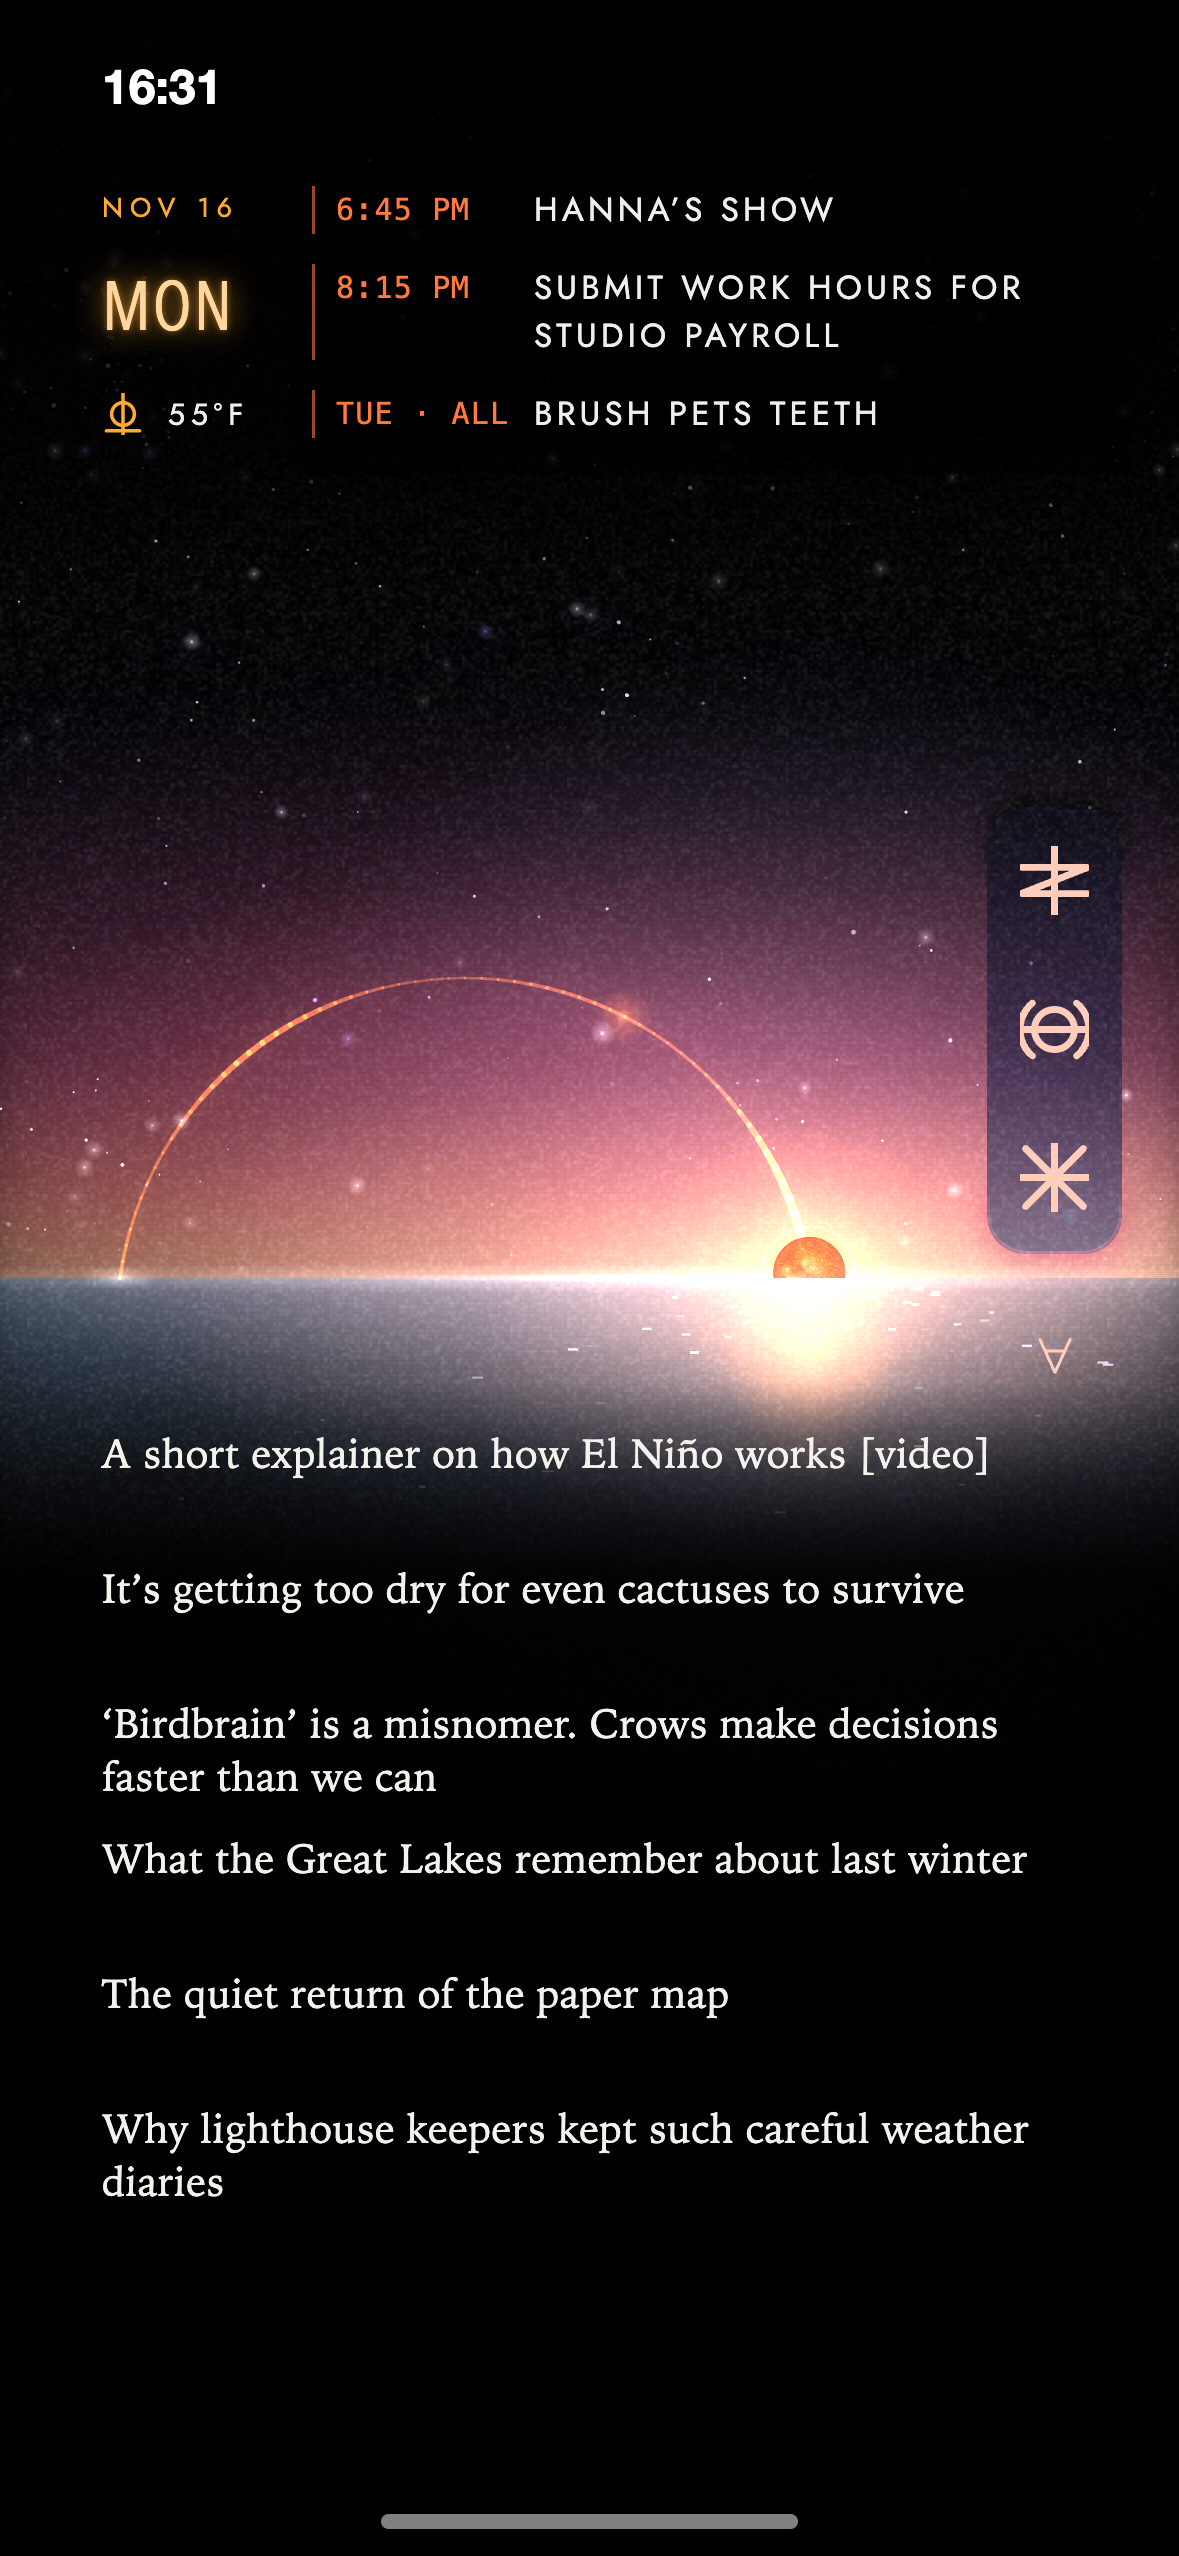 16:31
NOV 16
MON
55°F
6:45 PM HANNA’S SHOW
8:15 PM SUBMIT WORK HOURS FOR
STUDIO PAYROLL
TUE · ALL BRUSH PETS TEETH
A short explainer on how El Niño works [video]
It’s getting too dry for even cactuses to survive
‘Birdbrain’ is a misnomer. Crows make decisions
faster than we can
What the Great Lakes remember about last winter
The quiet return of the paper map
Why lighthouse keepers kept such careful weather
diaries